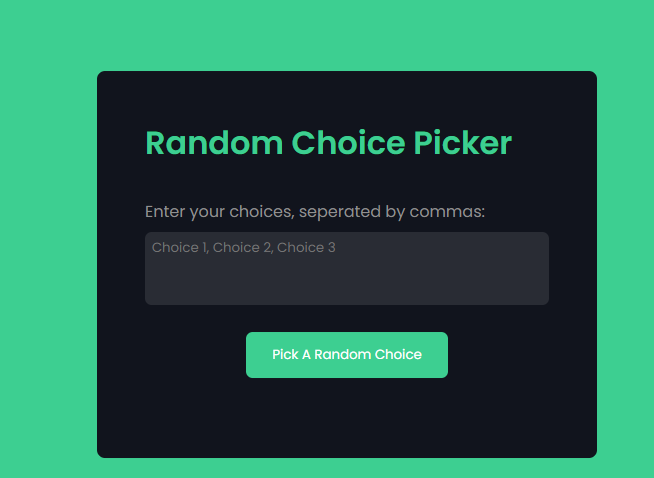 Random Choice Picker
Enter your choices, seperated by commas:
Choice 1, Choice 2, Choice 3
Pick A Random Choice